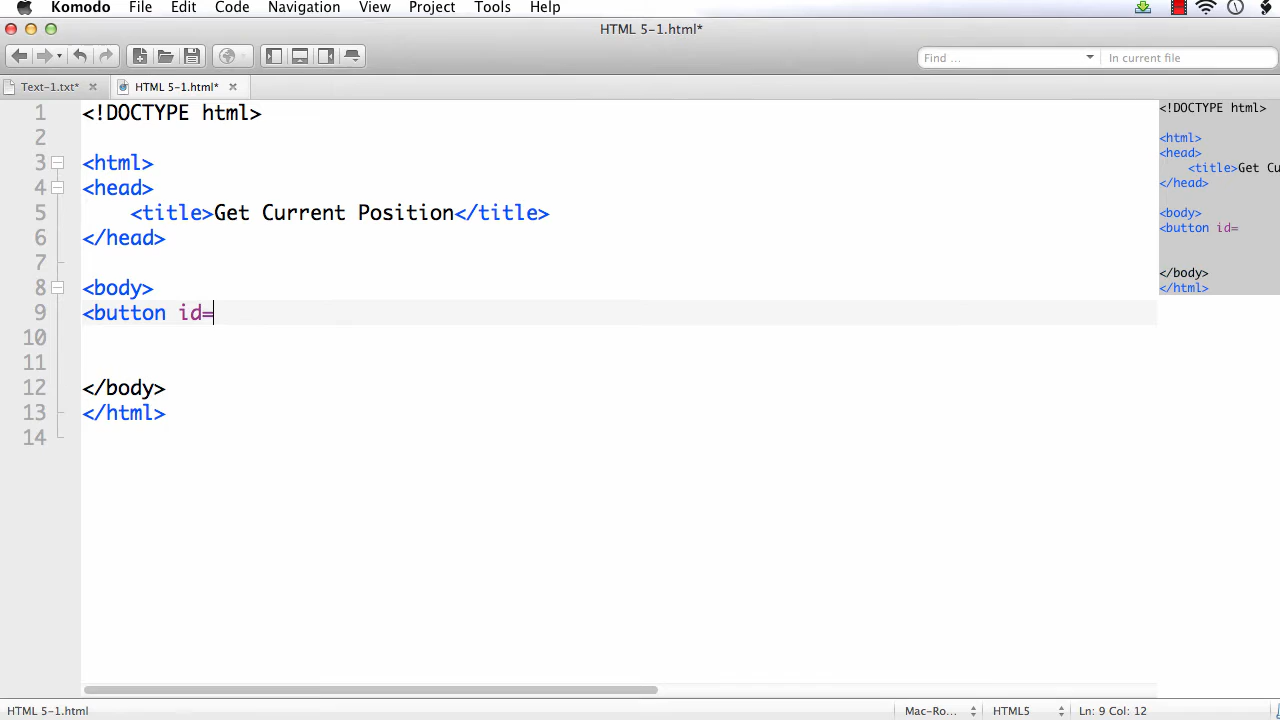 Komodo File Edit Code Navigation View Project Tools Help
HTML 5-1.html*
Find ... In current file
Text-1.txt* HTML 5-1.html*
1 <!DOCTYPE html>
2
3 <html>
4 <head>
5 <title>Get Current Position</title>
6 </head>
7
8 <body>
9 <button id=
10
11
12 </body>
13 </html>
14
<!DOCTYPE html>
<html>
<head>
<title>Get Cu
</head>
<body>
<button id=
</body>
</html>
HTML 5-1.html Mac-Ro... HTML5 Ln: 9 Col: 12